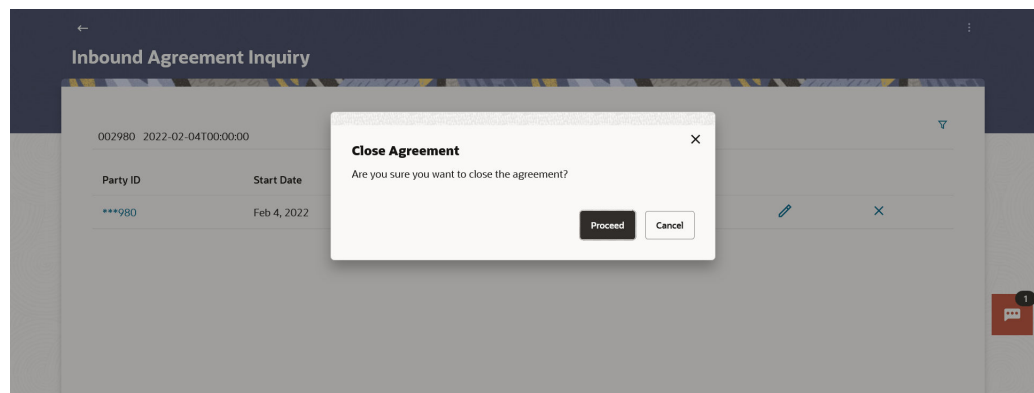 Inbound Agreement Inquiry
002980 2022-02-04T00:00:00
Party ID Start Date
***980 Feb 4, 2022
Close Agreement
Are you sure you want to close the agreement?
Proceed Cancel
1